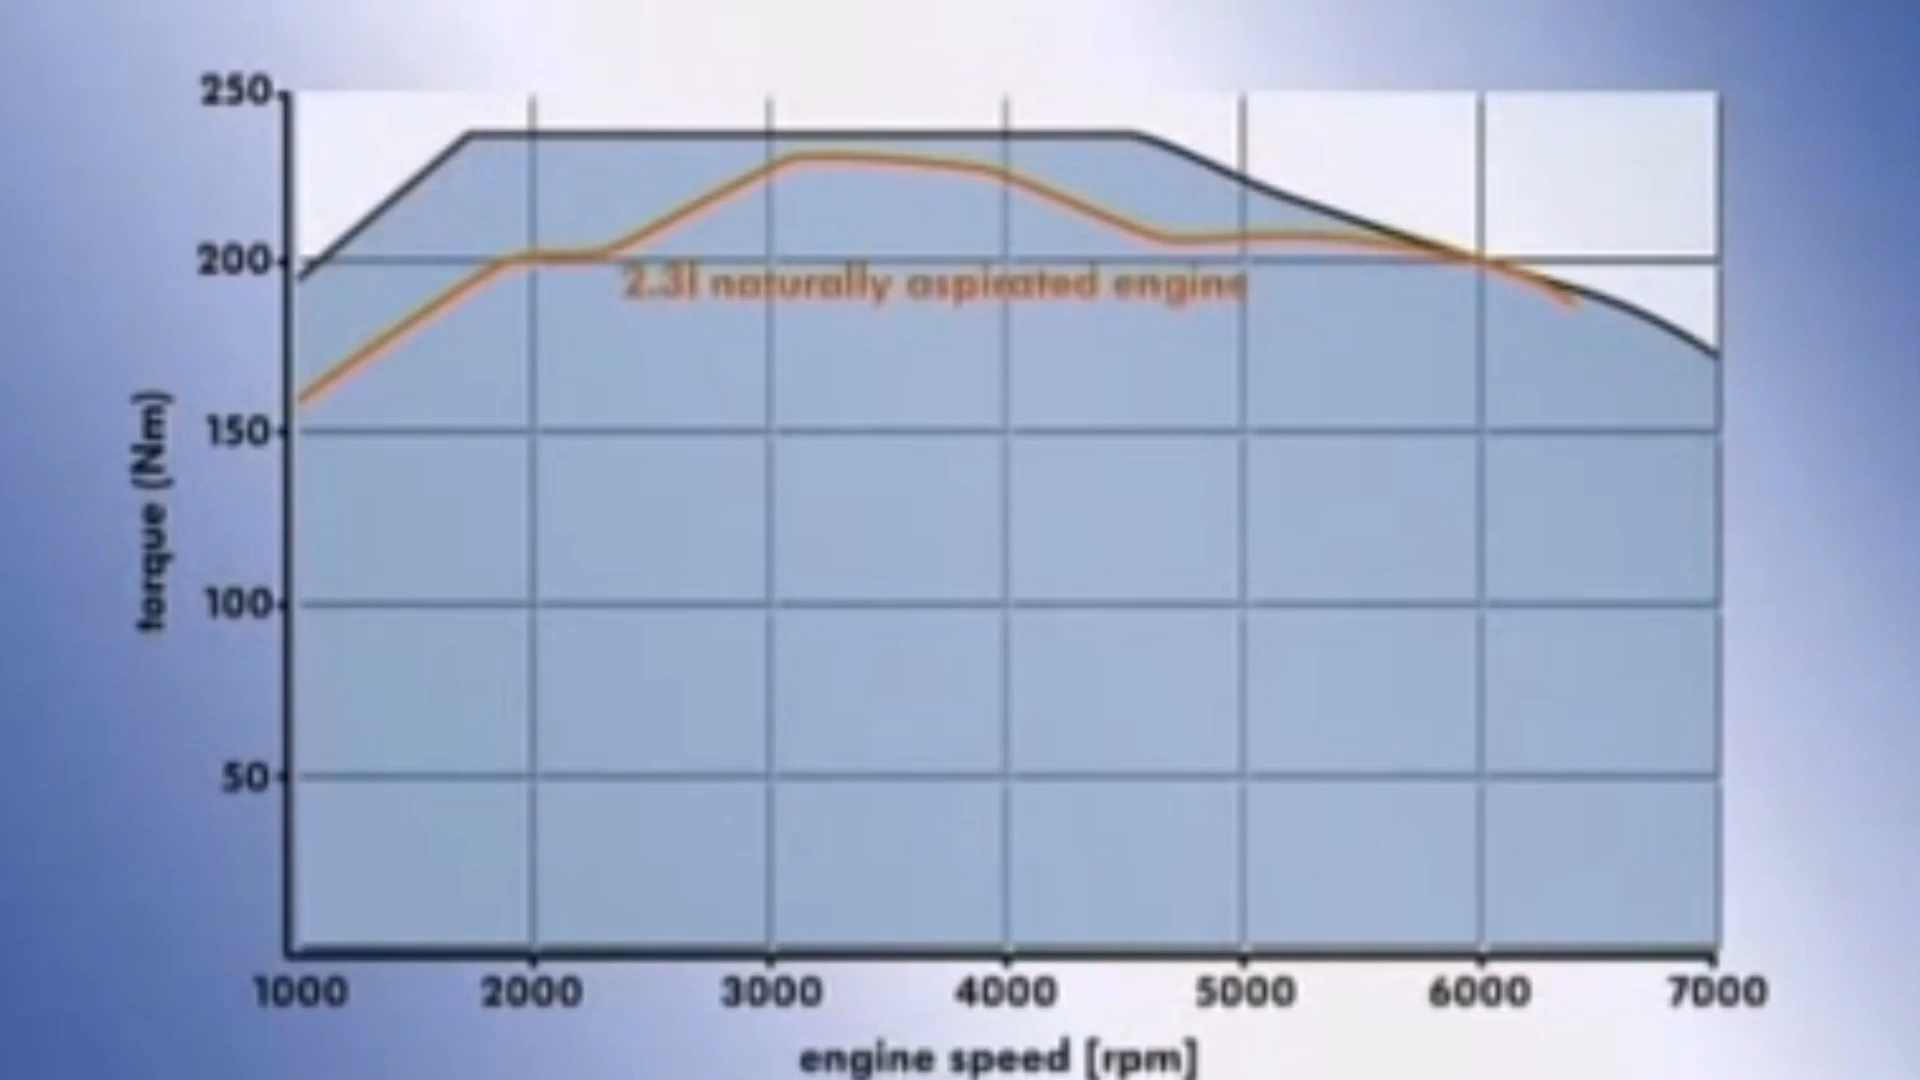 250
200
2.3l naturally aspirated engine
150
torque (Nm)
100
50
1000 2000 3000 4000 5000 6000 7000
engine speed [rpm]